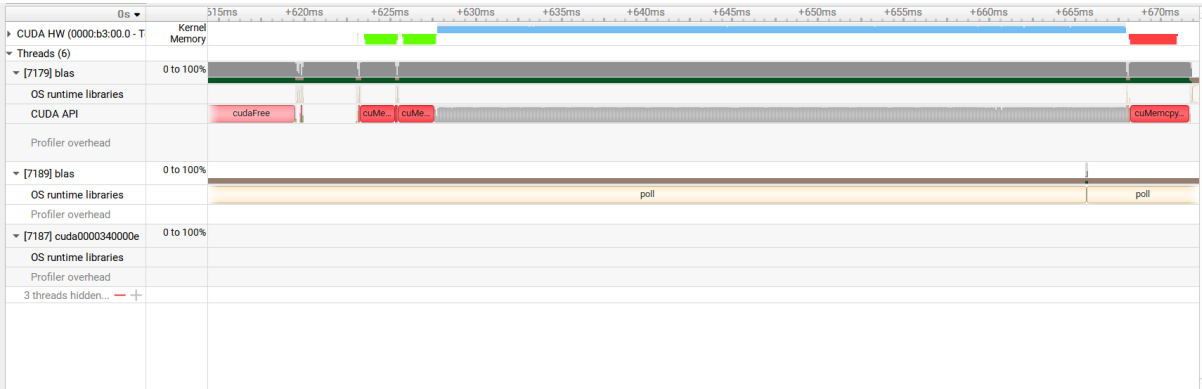 0s
515ms +620ms +625ms +630ms +635ms +640ms +645ms +650ms +655ms +660ms +665ms +670ms
CUDA HW (0000:b3:00.0 - T
Kernel
Memory
Threads (6)
[7179] blas
0 to 100%
OS runtime libraries
CUDA API
cudaFree cuMe... cuMe... cuMemcpy...
Profiler overhead
[7189] blas
0 to 100%
OS runtime libraries
poll poll
Profiler overhead
[7187] cuda0000340000e
0 to 100%
OS runtime libraries
Profiler overhead
3 threads hidden...